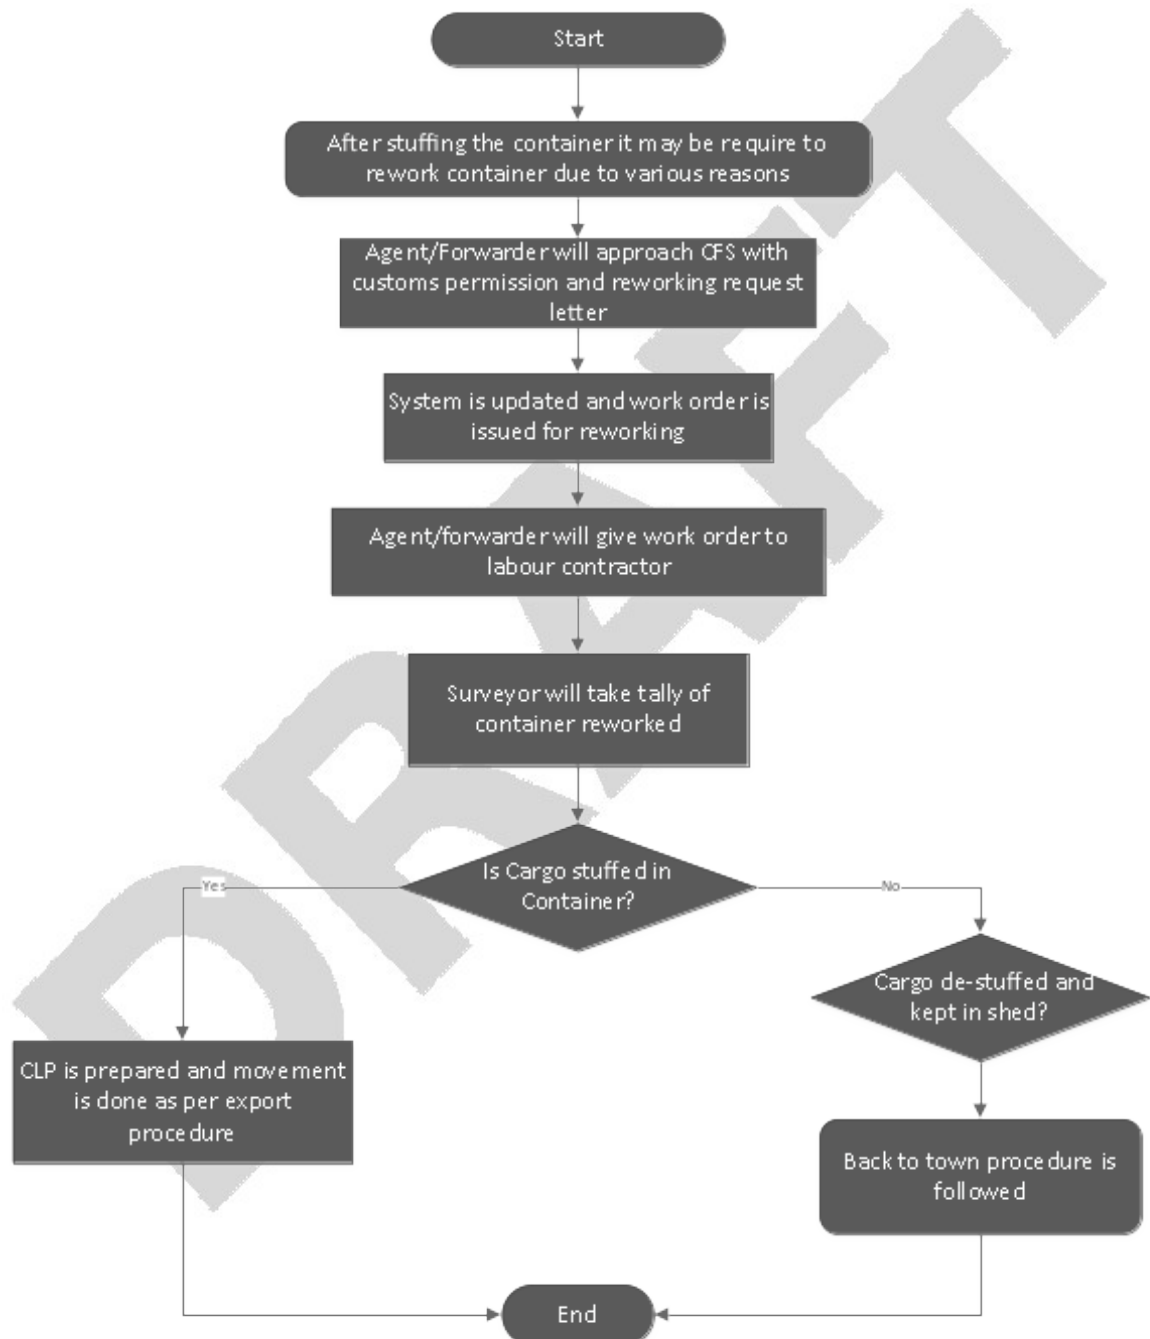 Start
After stuffing the container it may be require to
rework container due to various reasons
Agent/Forwarder will approach CFS with
customs permission and reworking request
letter
System is updated and work order is
issued for reworking
Agent/forwarder will give work order to
labour contractor
Surveyor will take tally of
container reworked
Is Cargo stuffed in
Container?
Yes
No
Cargo de-stuffed and
kept in shed?
CLP is prepared and movement
is done as per export
procedure
Back to town procedure is
followed
End
DRAFT